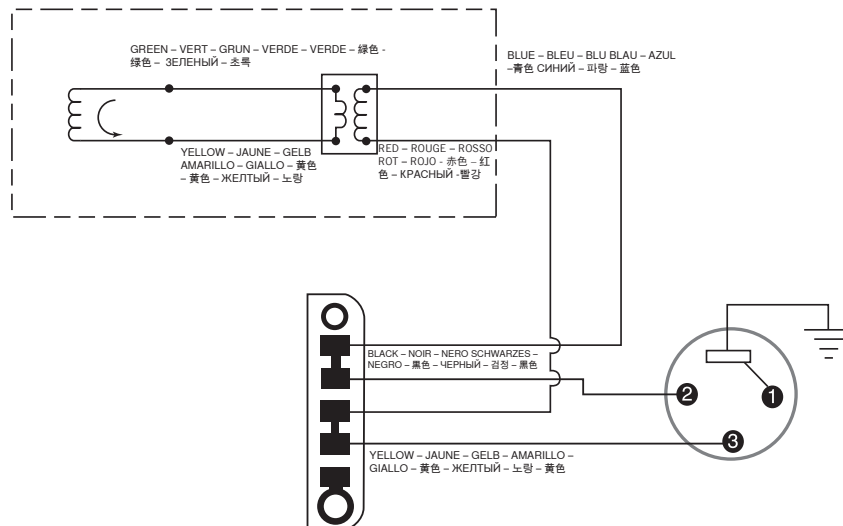 GREEN – VERT – GRUN – VERDE – VERDE – 綠色 -
绿色 – ЗЕЛЕНЫЙ – 초록
BLUE – BLEU – BLU BLAU – AZUL
–青色 СИНИЙ – 파랑 – 蓝色
YELLOW – JAUNE – GELB
AMARILLO – GIALLO – 黄色
– 黄色 – ЖЕЛТЫЙ – 노랑
RED – ROUGE – ROSSO
ROT – ROJO - 赤色 – 红
色 – КРАСНЫЙ -빨강
BLACK – NOIR – NERO SCHWARZES –
NEGRO – 黒色 – ЧЕРНЫЙ – 검정 – 黑色
2
1
3
YELLOW – JAUNE – GELB – AMARILLO –
GIALLO – 黄色 – ЖЕЛТЫЙ – 노랑 – 黄色